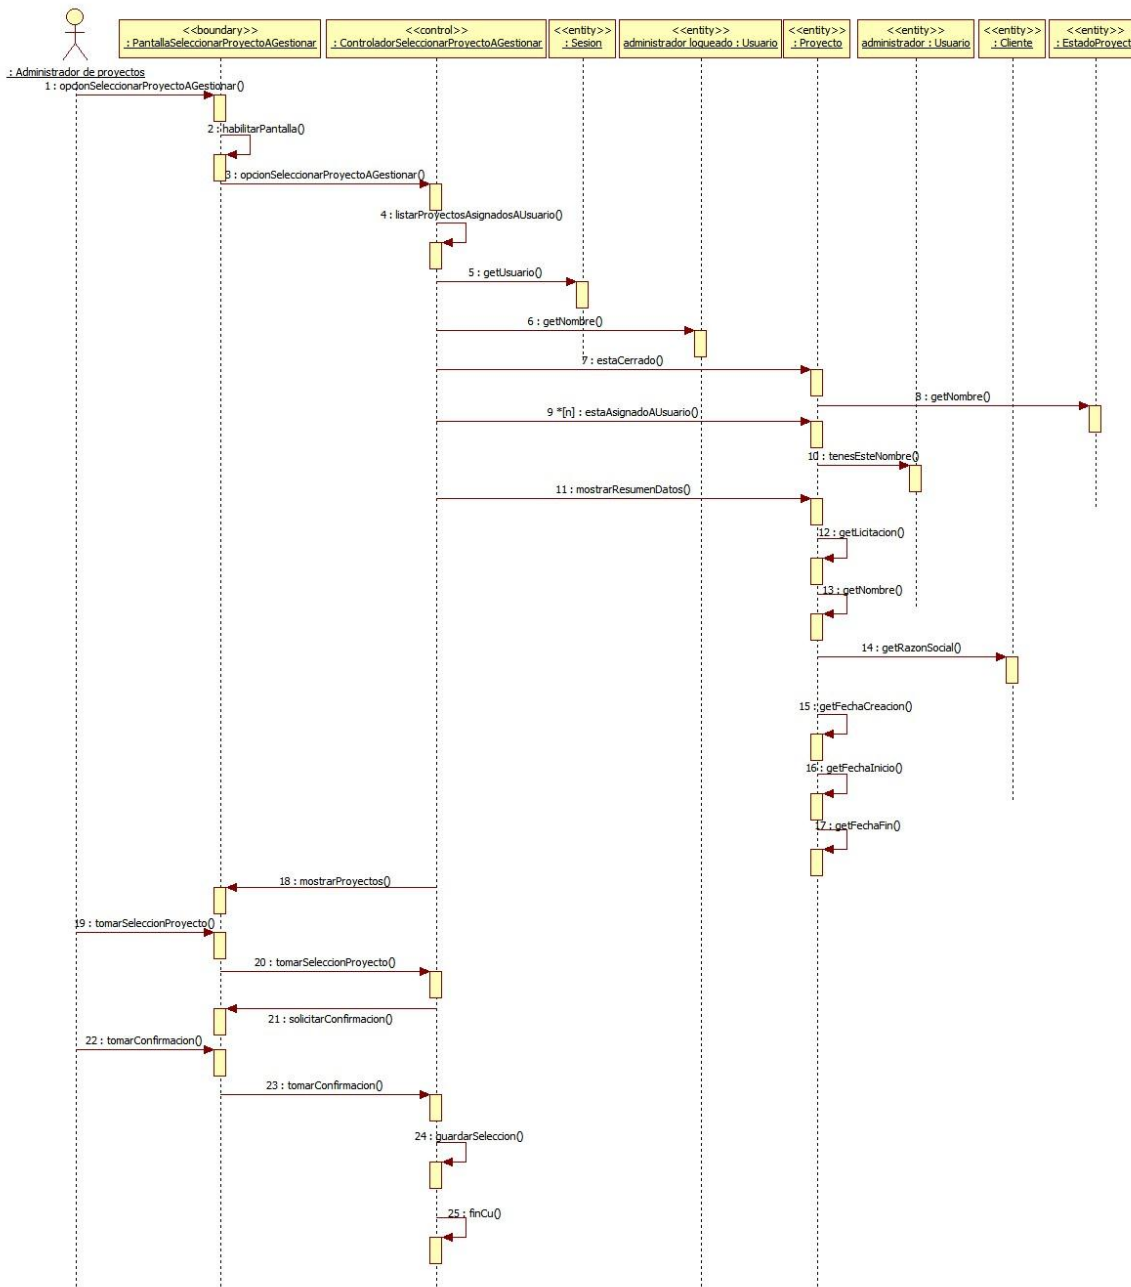 <<boundary>>
: PantallaSeleccionarProyectoAGestionar
<<control>>
: ControladorSeleccionarProyectoAGestionar
<<entity>>
: Sesion
<<entity>>
administrador loqueado : Usuario
<<entity>>
: Proyecto
<<entity>>
administrador : Usuario
<<entity>>
: Cliente
<<entity>>
: EstadoProyect
: Administrador de proyectos
1 : opcionSeleccionarProyectoAGestionar()
2 : habilitarPantalla()
3 : opcionSeleccionarProyectoAGestionar()
4 : listarProyectosAsignadosAUsuario()
5 : getUsuario()
6 : getNombre()
7 : estaCerrado()
8 : getNombre()
9 *[n] : estaAsignadoAUsuario()
10 : tenesEsteNombre()
11 : mostrarResumenDatos()
12 : getLicitacion()
13 : getNombre()
14 : getRazonSocial()
15 : getFechaCreacion()
16 : getFechaInicio()
17 : getFechaFin()
18 : mostrarProyectos()
19 : tomarSeleccionProyecto()
20 : tomarSeleccionProyecto()
21 : solicitarConfirmacion()
22 : tomarConfirmacion()
23 : tomarConfirmacion()
24 : guardarSeleccion()
25 : finCu()